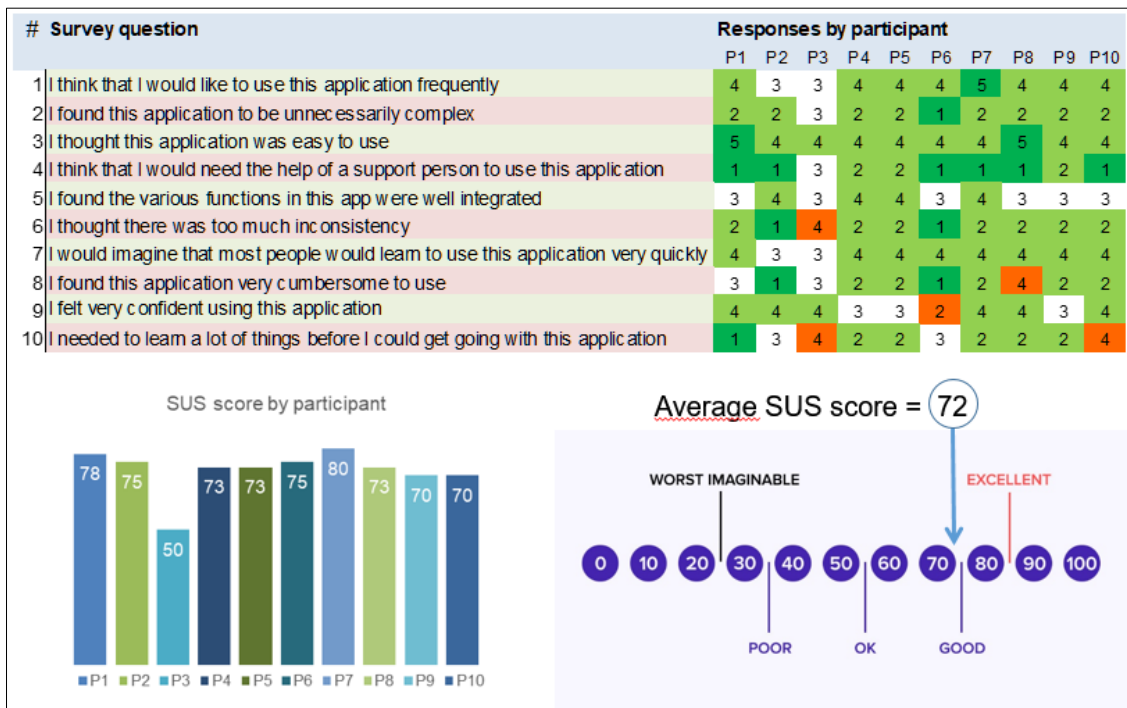 # Survey question Responses by participant
P1 P2 P3 P4 P5 P6 P7 P8 P9 P10
1 I think that I would like to use this application frequently 4 3 3 4 4 4 5 4 4 4
2 I found this application to be unnecessarily complex 2 2 3 2 2 1 2 2 2 2
3 I thought this application was easy to use 5 4 4 4 4 4 4 5 4 4
4 I think that I would need the help of a support person to use this application 1 1 3 2 2 1 1 1 2 1
5 I found the various functions in this app were well integrated 3 4 3 4 4 3 4 3 3 3
6 I thought there was too much inconsistency 2 1 4 2 2 1 2 2 2 2
7 I would imagine that most people would learn to use this application very quickly 4 3 3 4 4 4 4 4 4 4
8 I found this application very cumbersome to use 3 1 3 2 2 1 2 4 2 2
9 I felt very confident using this application 4 4 4 3 3 2 4 4 3 4
10 I needed to learn a lot of things before I could get going with this application 1 3 4 2 2 3 2 2 2 4
SUS score by participant
78 75 50 73 73 75 80 73 70 70
P1 P2 P3 P4 P5 P6 P7 P8 P9 P10
Average SUS score = 72
WORST IMAGINABLE EXCELLENT
0 10 20 30 40 50 60 70 80 90 100
POOR OK GOOD